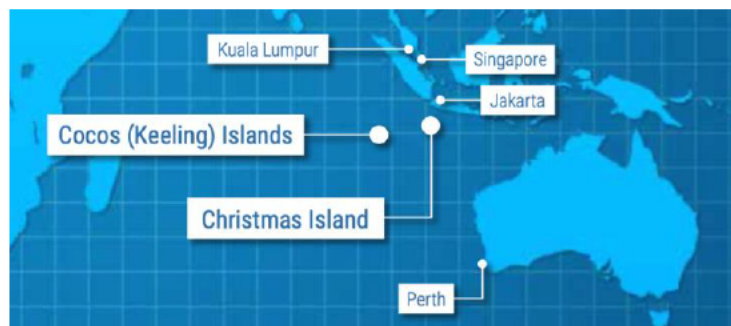 Kuala Lumpur
Singapore
Jakarta
Cocos (Keeling) Islands
Christmas Island
Perth